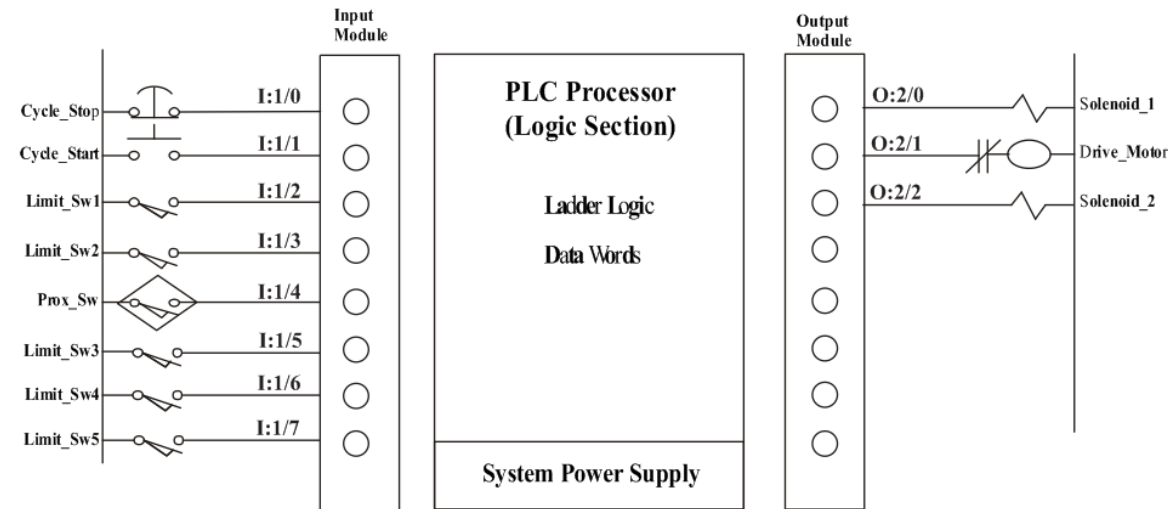 Input
Module
Cycle_Stop
I:1/0
Cycle_Start
I:1/1
Limit_Sw1
I:1/2
Limit_Sw2
I:1/3
Prox_Sw
I:1/4
Limit_Sw3
I:1/5
Limit_Sw4
I:1/6
Limit_Sw5
I:1/7
PLC Processor
(Logic Section)
Ladder Logic
Data Words
System Power Supply
Output
Module
O:2/0
Solenoid_1
O:2/1
Drive_Motor
O:2/2
Solenoid_2